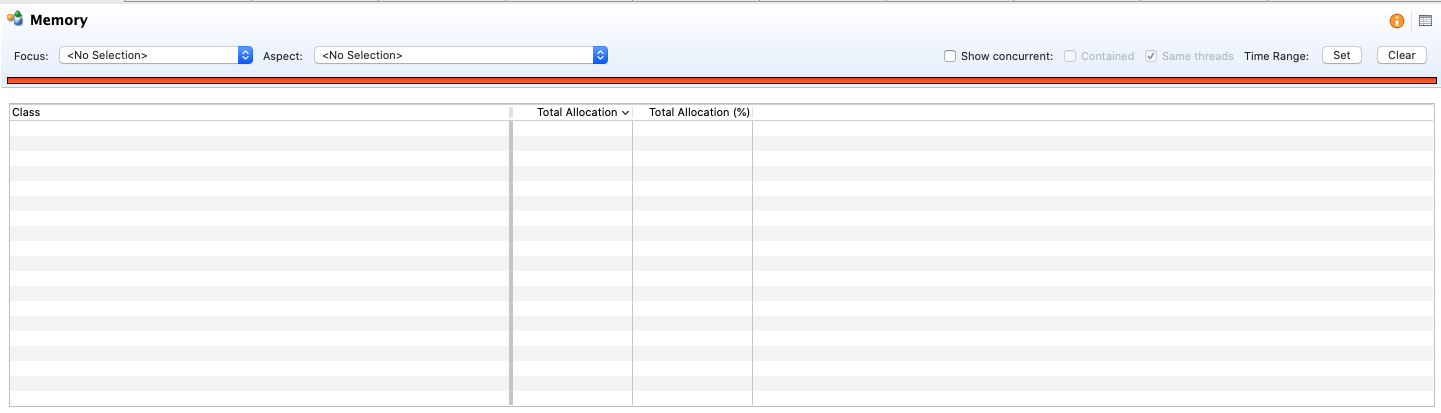 Memory
Focus: <No Selection> Aspect: <No Selection> Show concurrent: Contained Same threads Time Range: Set Clear
Class Total Allocation Total Allocation (%)